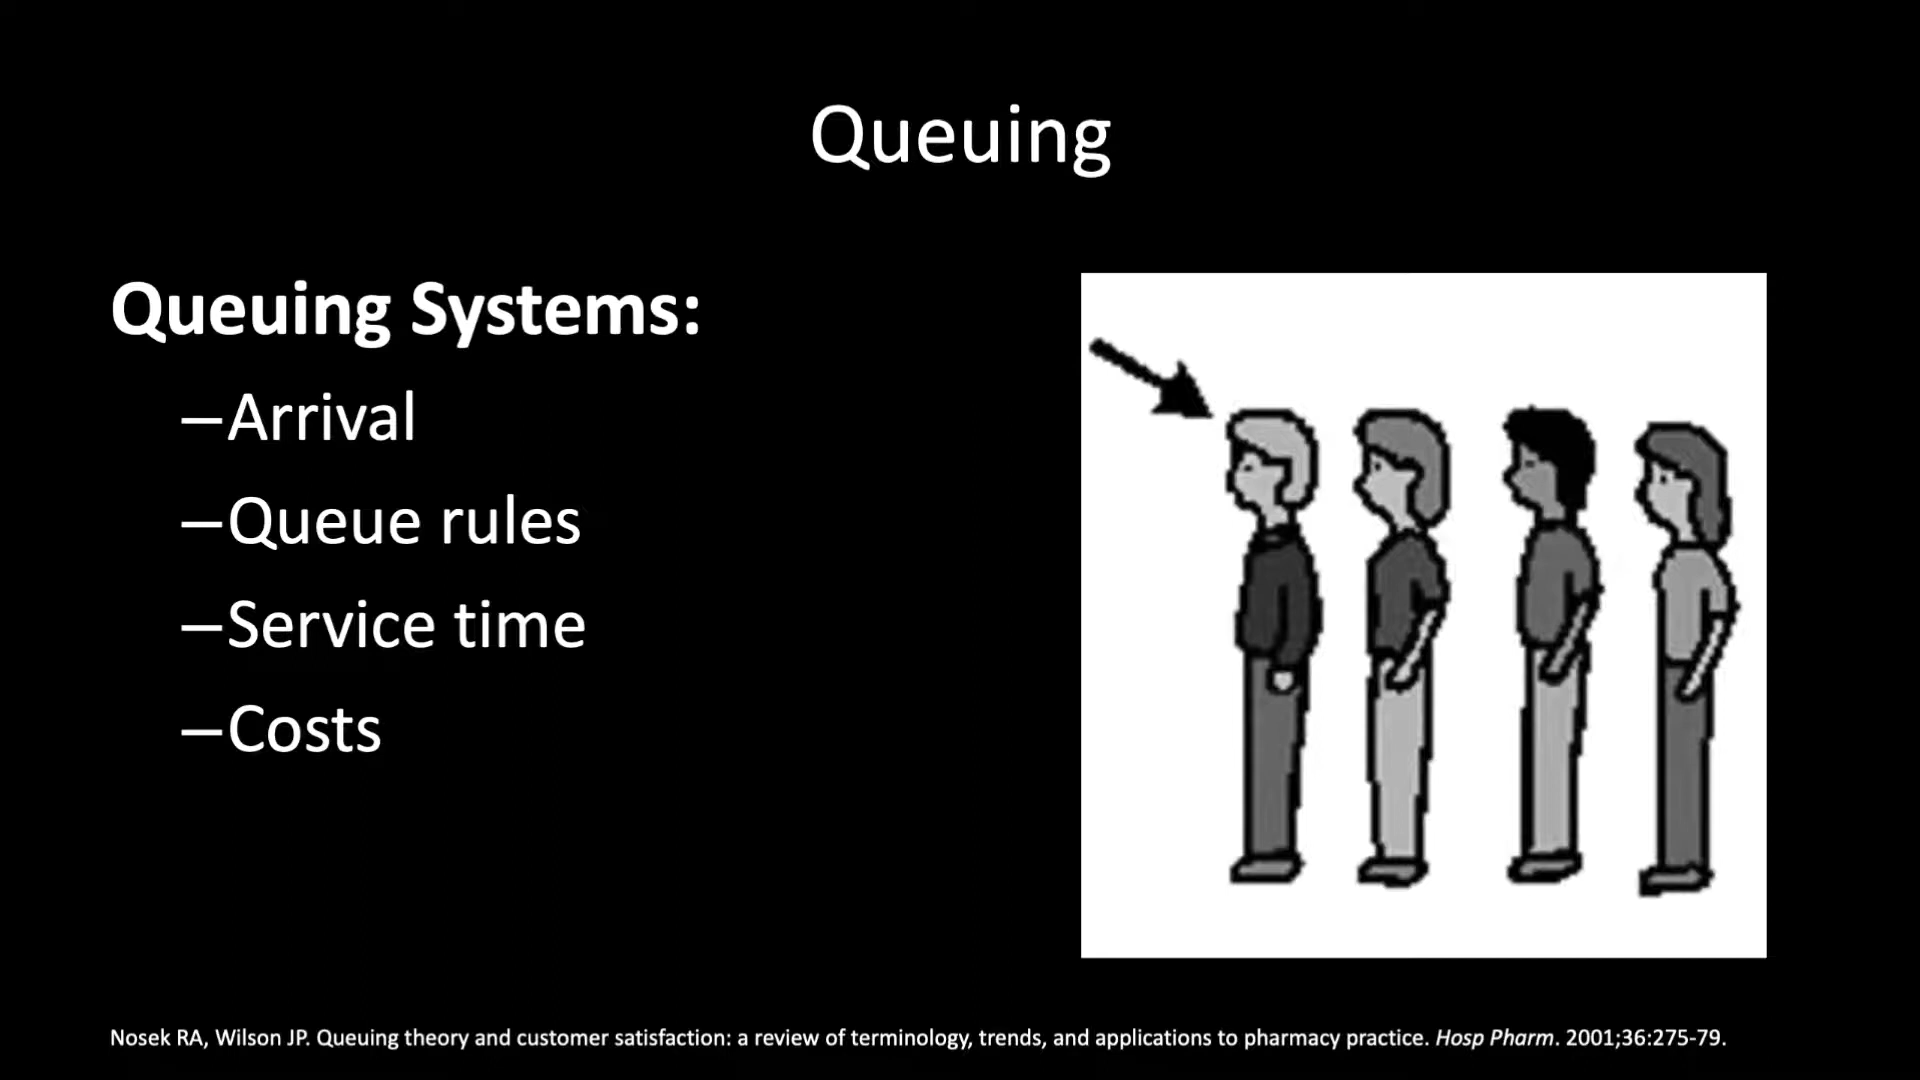 Queuing
Queuing Systems:
–Arrival
–Queue rules
–Service time
–Costs
Nosek RA, Wilson JP. Queuing theory and customer satisfaction: a review of terminology, trends, and applications to pharmacy practice. Hosp Pharm. 2001;36:275-79.